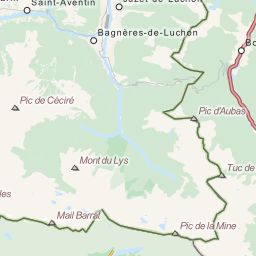 Saint-Aventin
Bagnères-de-Luchon
Pic de Céciré
Pic d'Aubas
Mont du Lys
Tuc de
Mail Barrat
Pic de la Mine